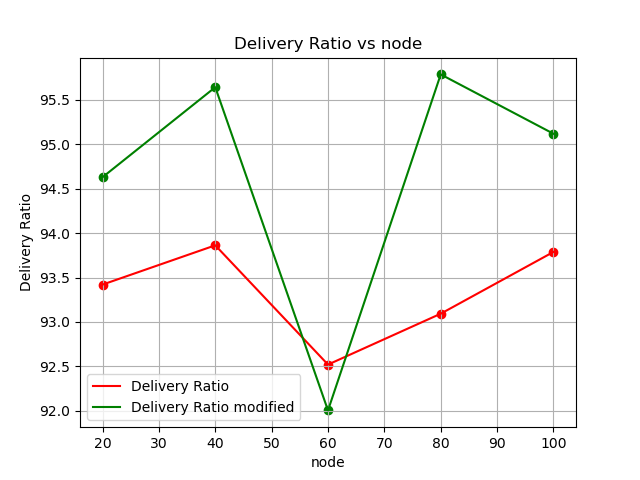 Delivery Ratio vs node
95.5
95.0
94.5
94.0
93.5
93.0
92.5
92.0
Delivery Ratio
Delivery Ratio
Delivery Ratio modified
20 30 40 50 60 70 80 90 100
node